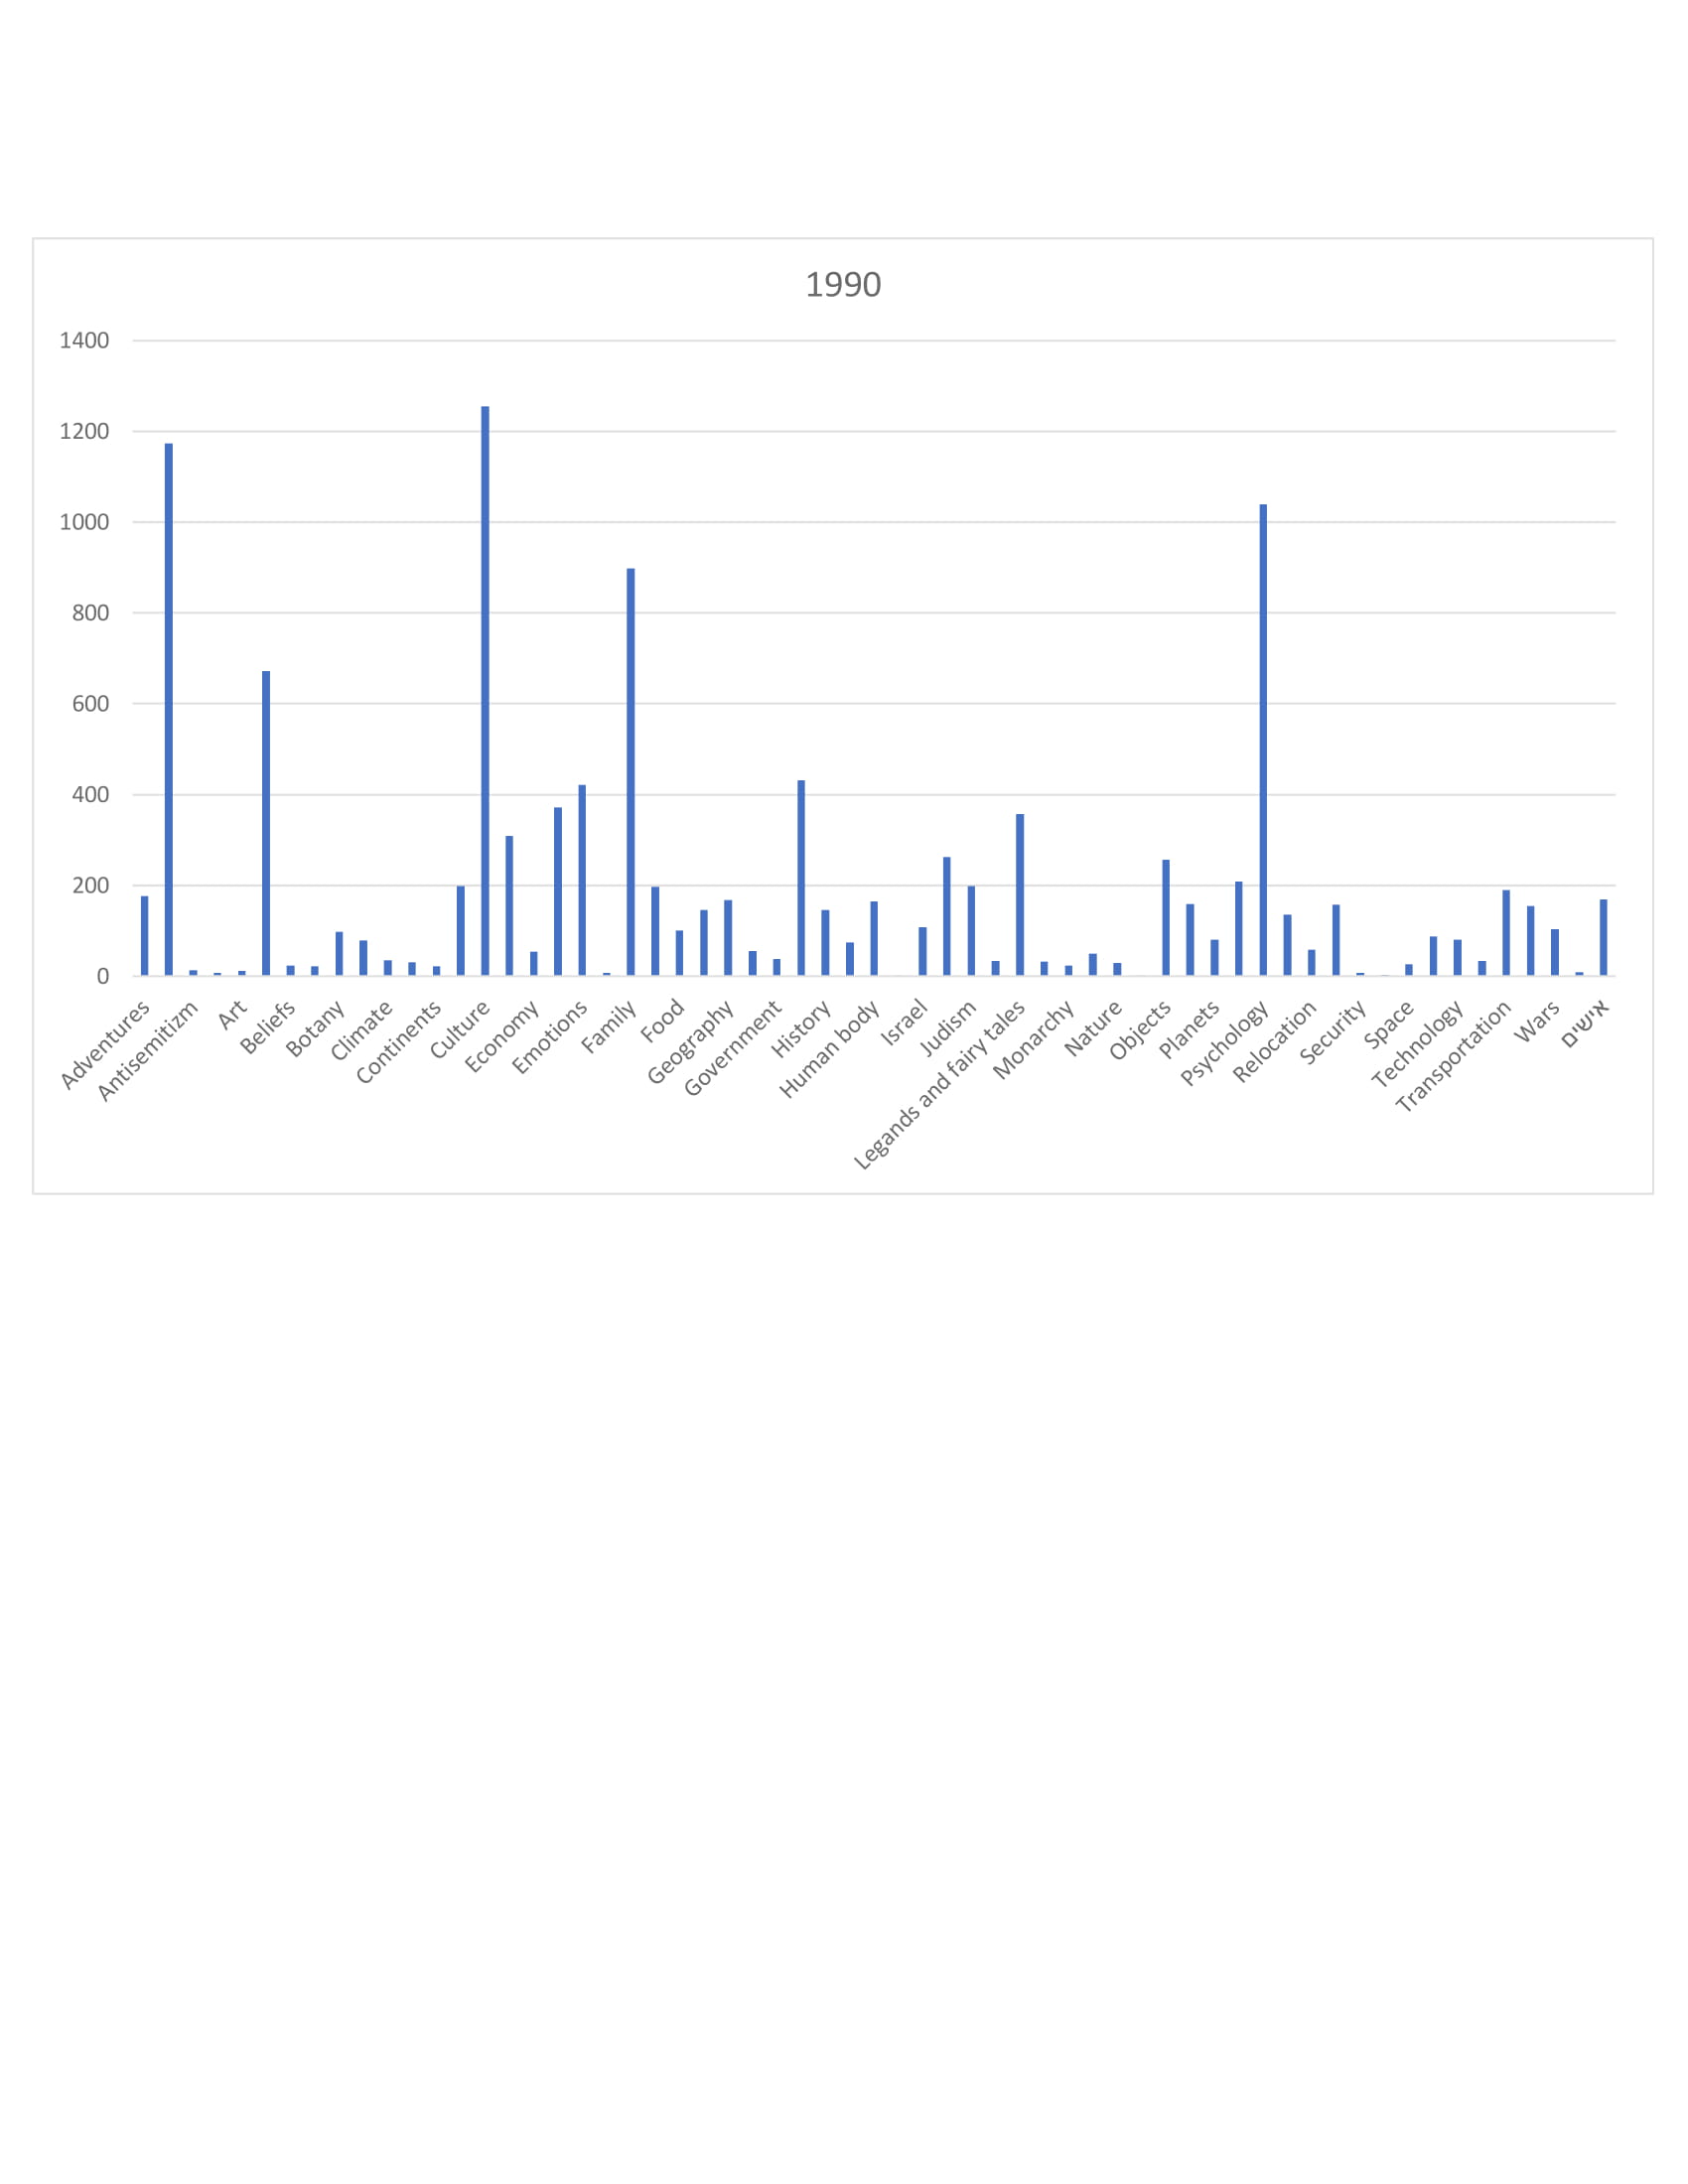 1990
1400
1200
1000
800
600
400
200
0
Adventures
Antisemitizm
Art
Beliefs
Botany
Climate
Continents
Culture
Economy
Emotions
Family
Food
Geography
Government
History
Human body
Israel
Judism
Legands and fairy tales
Monarchy
Nature
Objects
Planets
Psychology
Relocation
Security
Space
Technology
Transportation
Wars
אישים